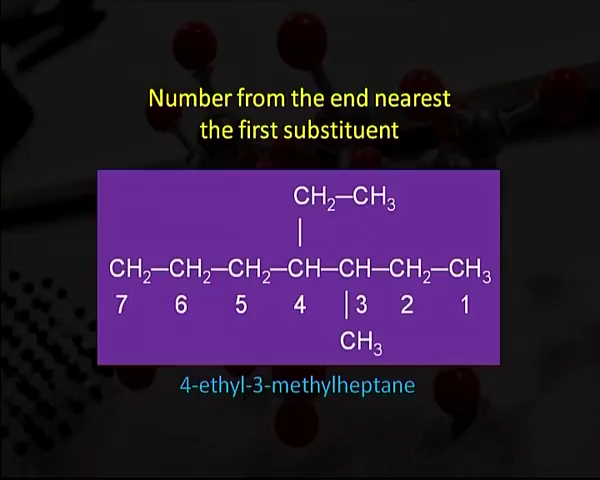 Number from the end nearest
the first substituent
CH₂—CH₃
|
CH₂—CH₂—CH₂—CH—CH—CH₂—CH₃
7 6 5 4 |3 2 1
CH₃
4-ethyl-3-methylheptane